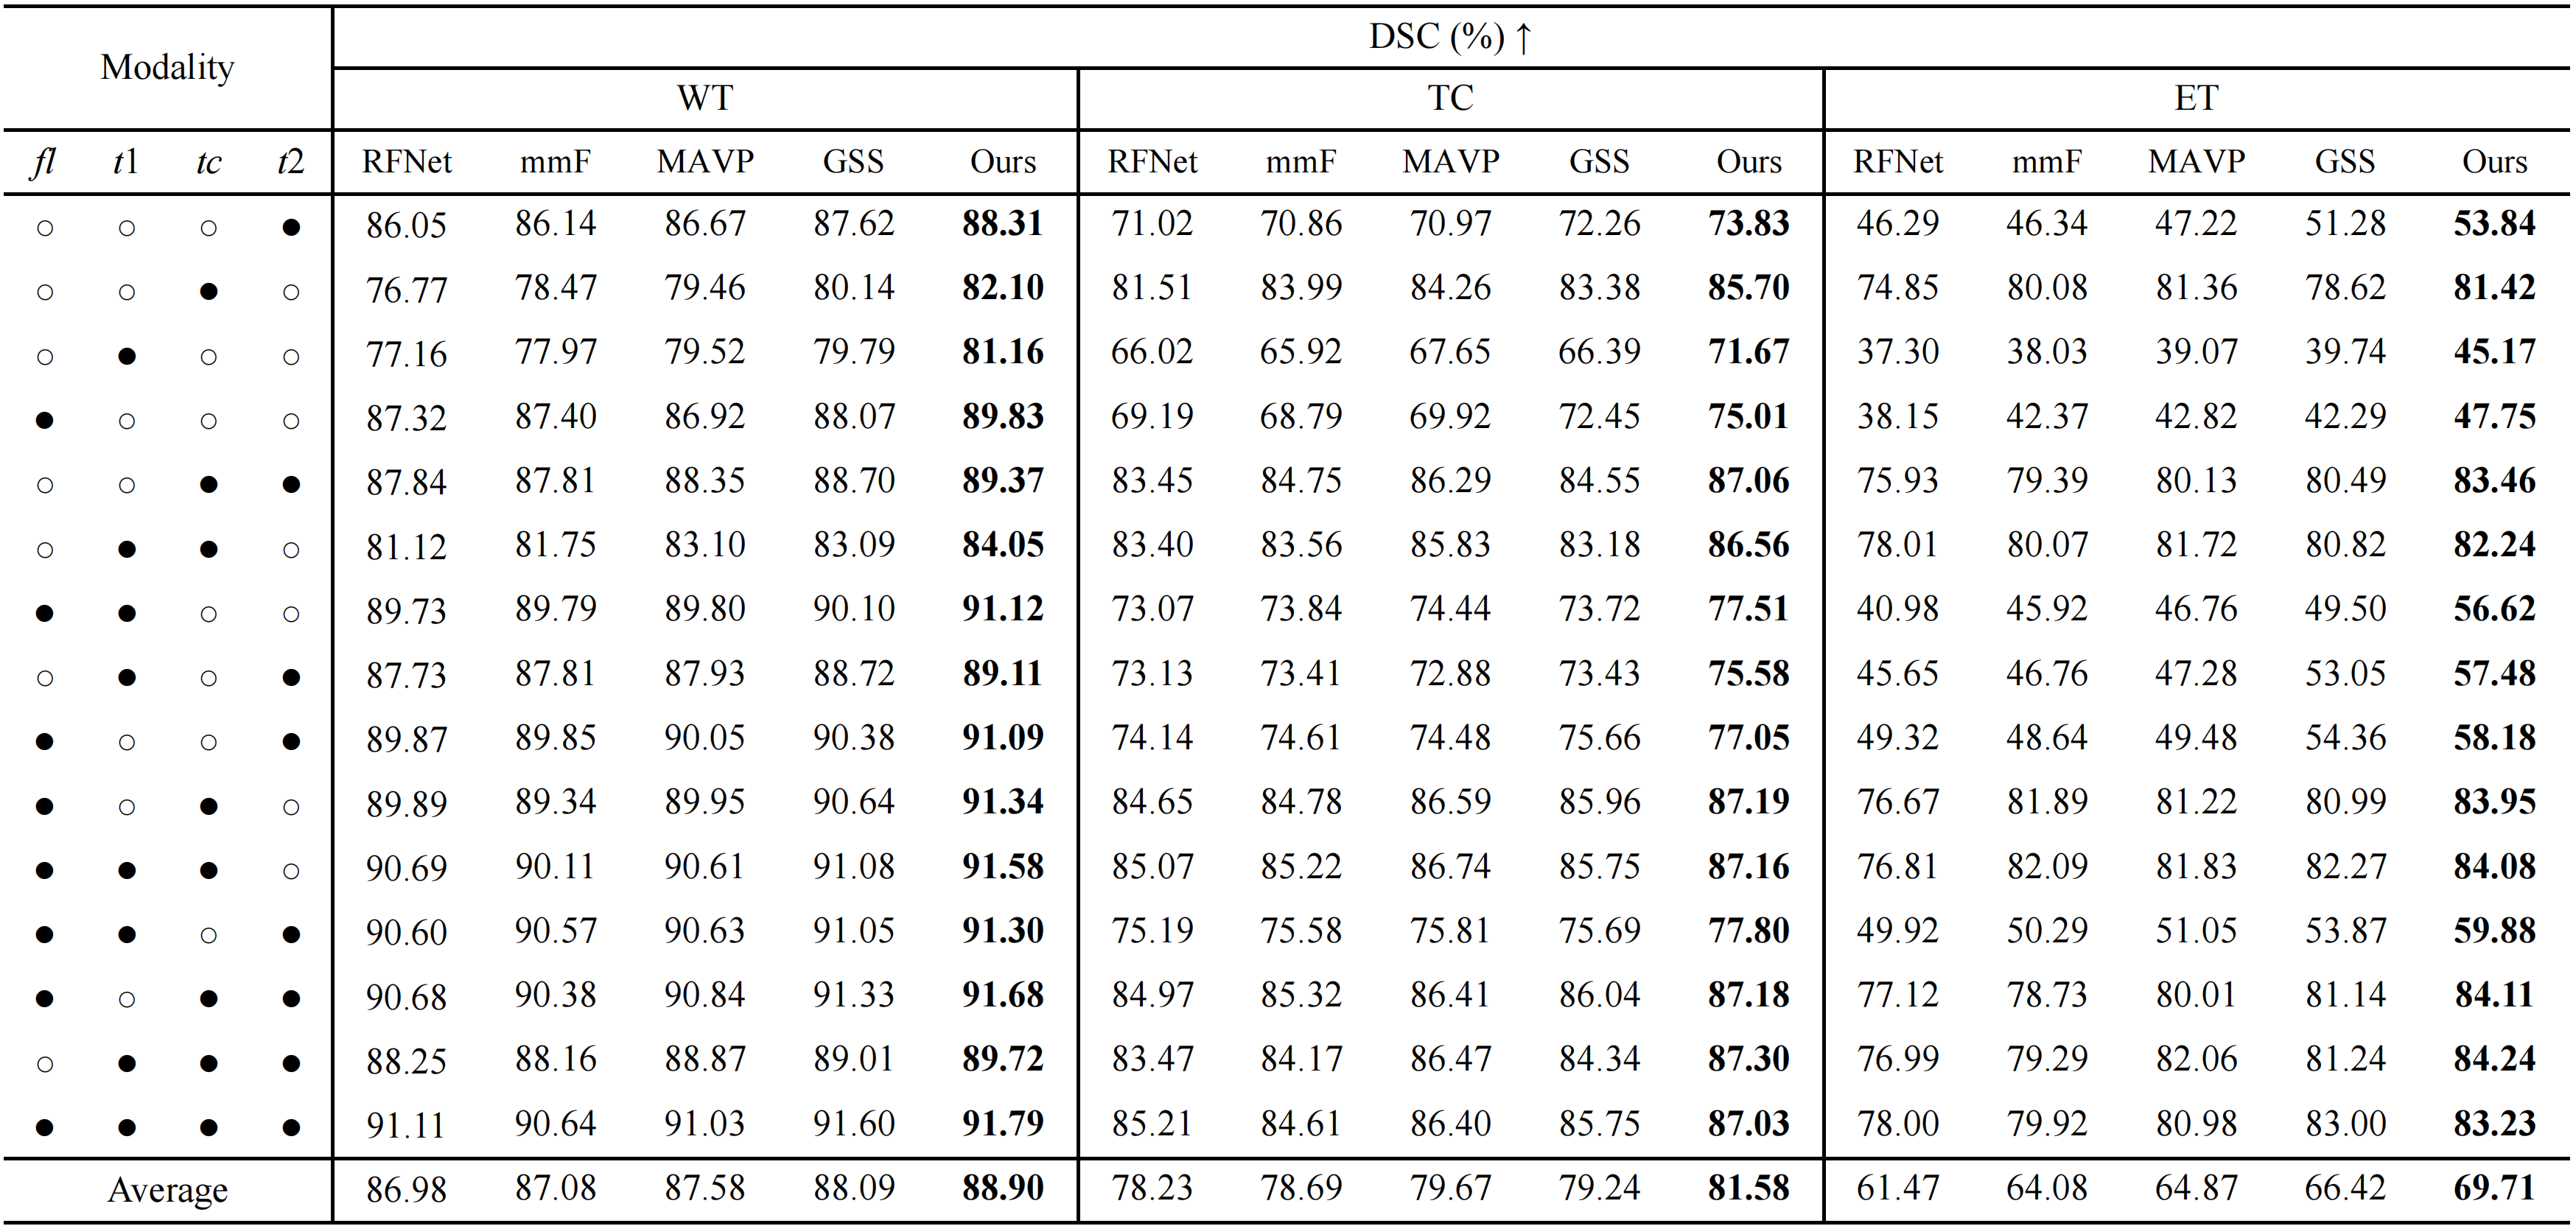 DSC (%) ↑
Modality
WT TC ET
fl t1 tc t2 RFNet mmF MAVP GSS Ours RFNet mmF MAVP GSS Ours RFNet mmF MAVP GSS Ours
○ ○ ○ ● 86.05 86.14 86.67 87.62 88.31 71.02 70.86 70.97 72.26 73.83 46.29 46.34 47.22 51.28 53.84
○ ○ ● ○ 76.77 78.47 79.46 80.14 82.10 81.51 83.99 84.26 83.38 85.70 74.85 80.08 81.36 78.62 81.42
○ ● ○ ○ 77.16 77.97 79.52 79.79 81.16 66.02 65.92 67.65 66.39 71.67 37.30 38.03 39.07 39.74 45.17
● ○ ○ ○ 87.32 87.40 86.92 88.07 89.83 69.19 68.79 69.92 72.45 75.01 38.15 42.37 42.82 42.29 47.75
○ ○ ● ● 87.84 87.81 88.35 88.70 89.37 83.45 84.75 86.29 84.55 87.06 75.93 79.39 80.13 80.49 83.46
○ ● ● ○ 81.12 81.75 83.10 83.09 84.05 83.40 83.56 85.83 83.18 86.56 78.01 80.07 81.72 80.82 82.24
● ● ○ ○ 89.73 89.79 89.80 90.10 91.12 73.07 73.84 74.44 73.72 77.51 40.98 45.92 46.76 49.50 56.62
○ ● ○ ● 87.73 87.81 87.93 88.72 89.11 73.13 73.41 72.88 73.43 75.58 45.65 46.76 47.28 53.05 57.48
● ○ ○ ● 89.87 89.85 90.05 90.38 91.09 74.14 74.61 74.48 75.66 77.05 49.32 48.64 49.48 54.36 58.18
● ○ ● ○ 89.89 89.34 89.95 90.64 91.34 84.65 84.78 86.59 85.96 87.19 76.67 81.89 81.22 80.99 83.95
● ● ● ○ 90.69 90.11 90.61 91.08 91.58 85.07 85.22 86.74 85.75 87.16 76.81 82.09 81.83 82.27 84.08
● ● ○ ● 90.60 90.57 90.63 91.05 91.30 75.19 75.58 75.81 75.69 77.80 49.92 50.29 51.05 53.87 59.88
● ○ ● ● 90.68 90.38 90.84 91.33 91.68 84.97 85.32 86.41 86.04 87.18 77.12 78.73 80.01 81.14 84.11
○ ● ● ● 88.25 88.16 88.87 89.01 89.72 83.47 84.17 86.47 84.34 87.30 76.99 79.29 82.06 81.24 84.24
● ● ● ● 91.11 90.64 91.03 91.60 91.79 85.21 84.61 86.40 85.75 87.03 78.00 79.92 80.98 83.00 83.23
Average 86.98 87.08 87.58 88.09 88.90 78.23 78.69 79.67 79.24 81.58 61.47 64.08 64.87 66.42 69.71